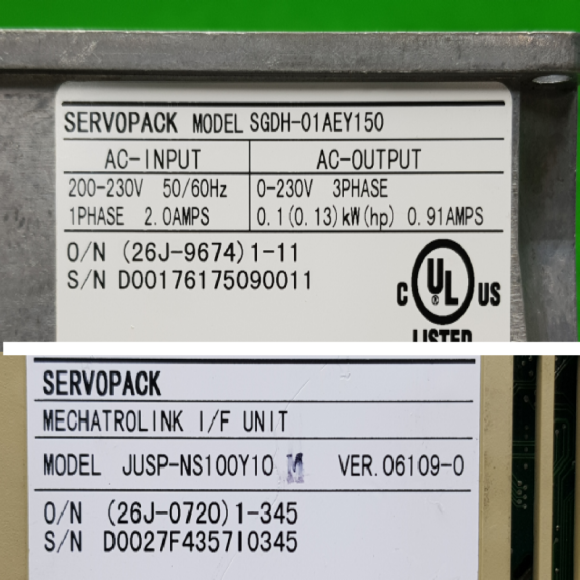 SERVOPACK MODEL SGDH-01AEY150
AC-INPUT AC-OUTPUT
200-230V 50/60Hz 0-230V 3PHASE
1PHASE 2.0AMPS 0.1(0.13)kW(hp) 0.91AMPS
O/N (26J-9674)1-11
S/N D00176175090011
C UL US
LISTED
SERVOPACK
MECHATROLINK I/F UNIT
MODEL JUSP-NS100Y10 M VER.06109-0
O/N (26J-0720)1-345
S/N D0027F4357I0345